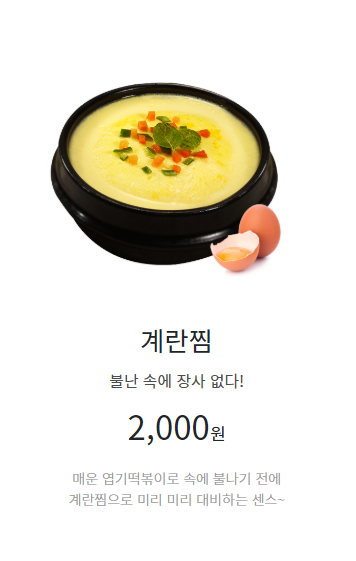 계란찜
불난 속에 장사 없다!
2,000원
매운 엽기떡볶이로 속에 불나기 전에
계란찜으로 미리 미리 대비하는 센스~